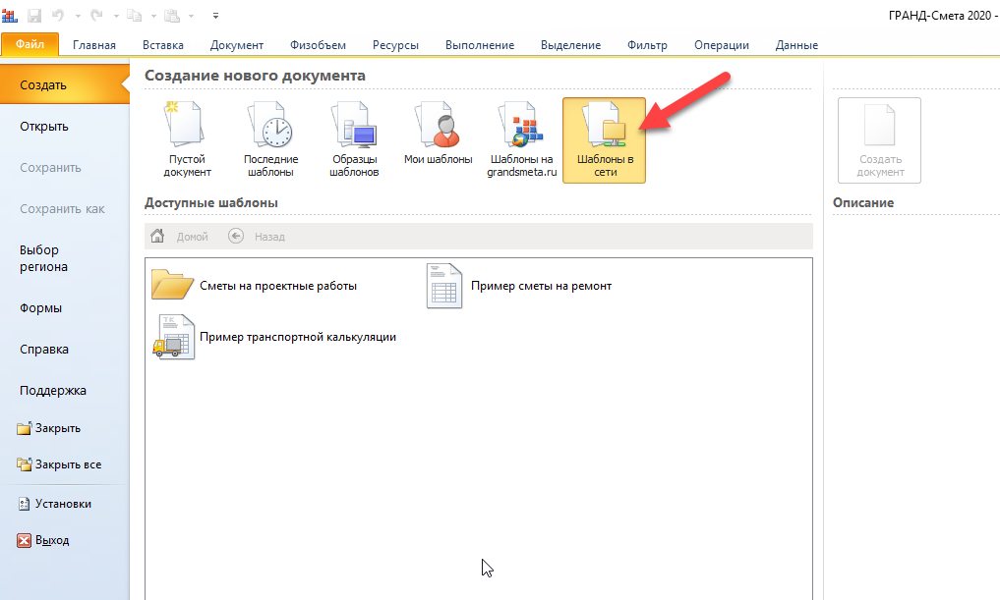 ГРАНД-Смета 2020 -
Файл
Главная
Вставка
Документ
Физобъем
Ресурсы
Выполнение
Выделение
Фильтр
Операции
Данные
Создать
Открыть
Сохранить
Сохранить как
Выбор
региона
Формы
Справка
Поддержка
Закрыть
Закрыть все
Установки
Выход
Создание нового документа
Пустой
документ
Последние
шаблоны
Образцы
шаблонов
Мои шаблоны
Шаблоны на
grandsmeta.ru
Шаблоны в
сети
Доступные шаблоны
Домой
Назад
Сметы на проектные работы
Пример сметы на ремонт
ТК
Пример транспортной калькуляции
Создать
документ
Описание